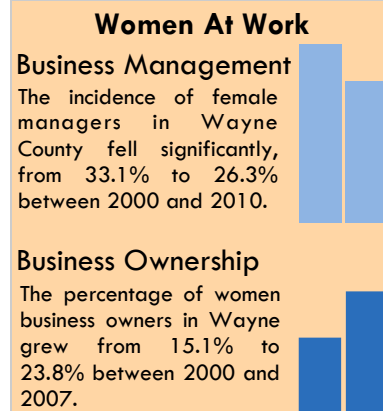 Women At Work
Business Management
The incidence of female
managers in Wayne
County fell significantly,
from 33.1% to 26.3%
between 2000 and 2010.
Business Ownership
The percentage of women
business owners in Wayne
grew from 15.1% to
23.8% between 2000 and
2007.